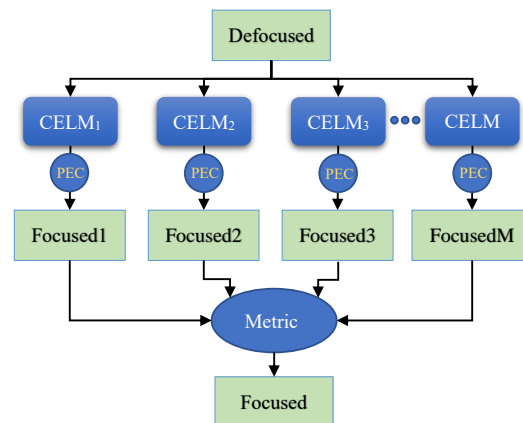 Defocused
CELM₁ CELM₂ CELM₃ CELM
PEC PEC PEC PEC
Focused1 Focused2 Focused3 FocusedM
Metric
Focused